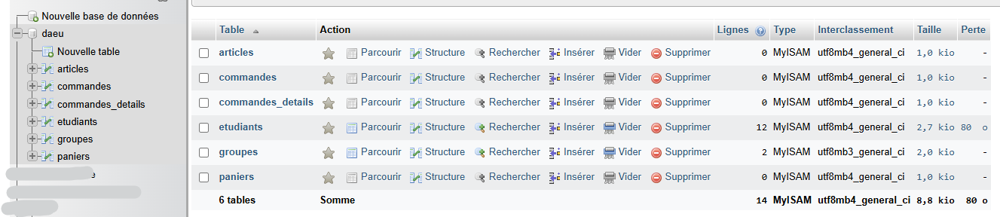 Nouvelle base de données
daeu
Nouvelle table
articles
commandes
commandes_details
etudiants
groupes
paniers
Table Action Lignes Type Interclassement Taille Perte
articles Parcourir Structure Rechercher Insérer Vider Supprimer 0 MyISAM utf8mb4_general_ci 1,0 kio -
commandes Parcourir Structure Rechercher Insérer Vider Supprimer 0 MyISAM utf8mb4_general_ci 1,0 kio -
commandes_details Parcourir Structure Rechercher Insérer Vider Supprimer 0 MyISAM utf8mb4_general_ci 1,0 kio -
etudiants Parcourir Structure Rechercher Insérer Vider Supprimer 12 MyISAM utf8mb4_general_ci 2,7 kio 80 o
groupes Parcourir Structure Rechercher Insérer Vider Supprimer 2 MyISAM utf8mb3_general_ci 2,0 kio -
paniers Parcourir Structure Rechercher Insérer Vider Supprimer 0 MyISAM utf8mb4_general_ci 1,0 kio -
6 tables Somme 14 MyISAM utf8mb4_general_ci 8,8 kio 80 o